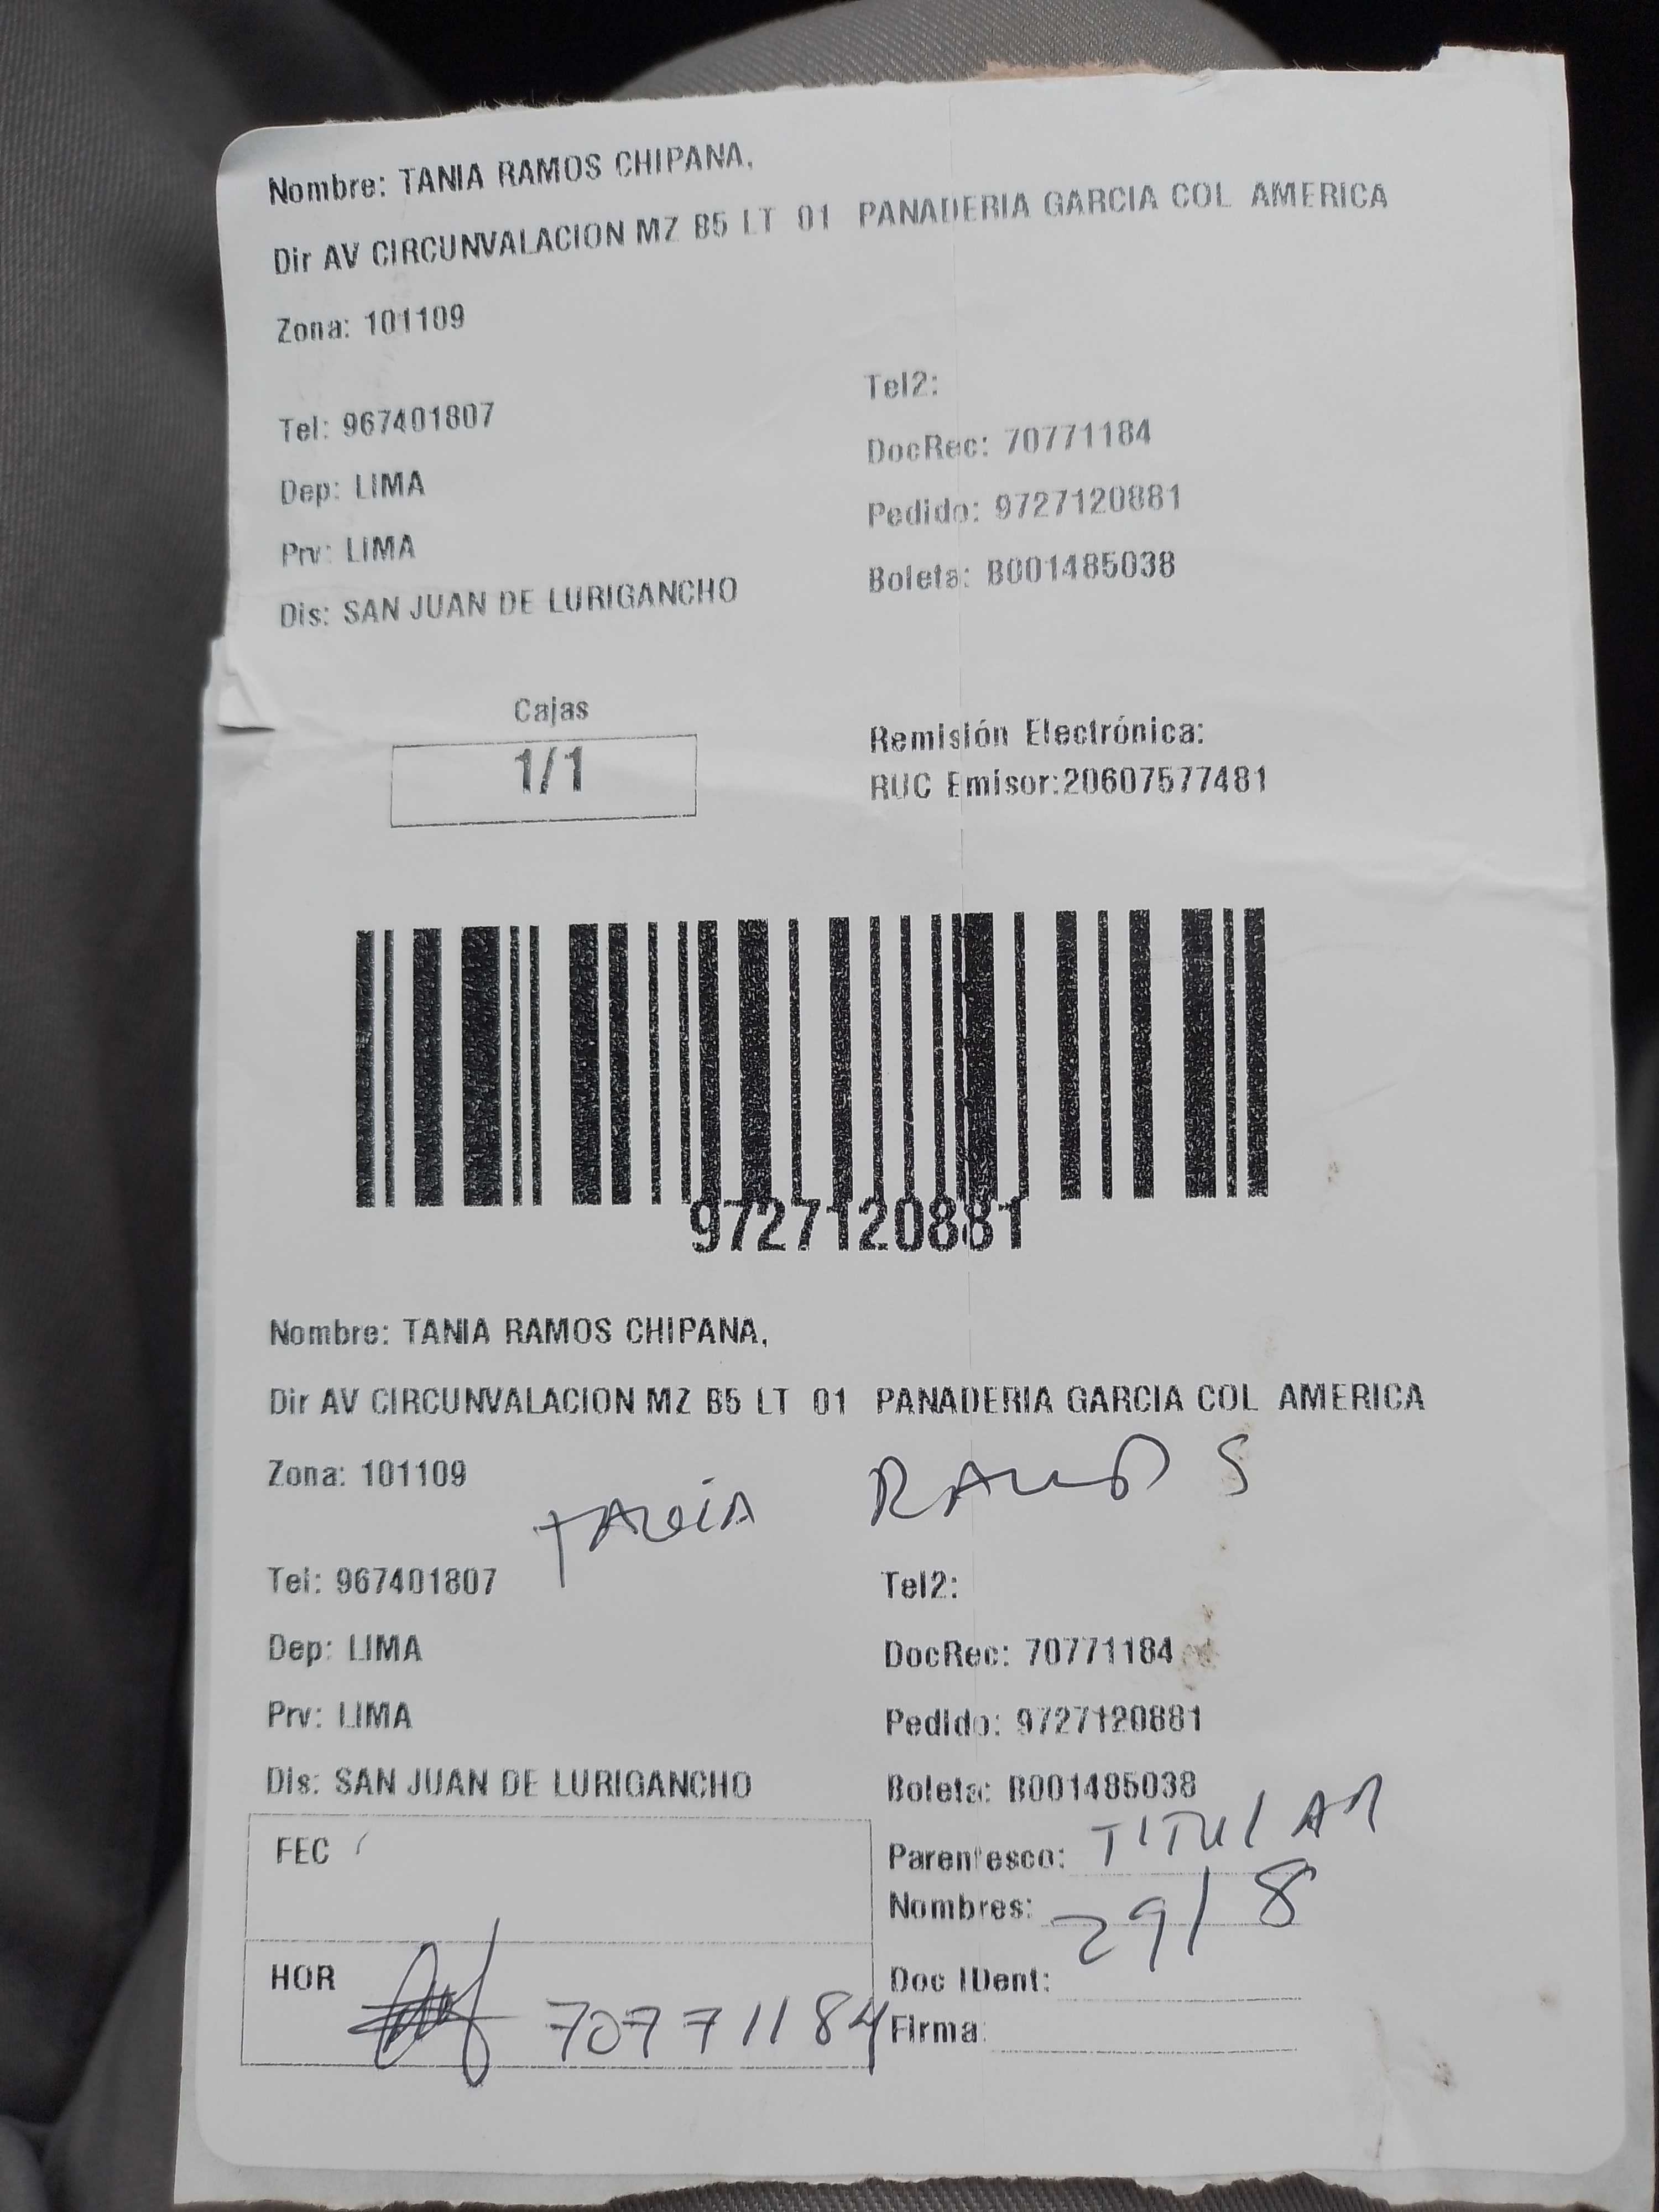 Nombre: TANIA RAMOS CHIPANA,
Dir AV CIRCUNVALACION MZ B5 LT 01 PANADERIA GARCIA COL AMERICA
Zona: 101109
Tel2:
Tel: 967401807
DocRec: 70771184
Dep: LIMA
Pedido: 9727120881
Prv: LIMA
Boleta: B001485038
Dis: SAN JUAN DE LURIGANCHO
Cajas
1/1
Remisión Electrónica:
RUC Emisor:20607577481
9727120881
Nombre: TANIA RAMOS CHIPANA,
Dir AV CIRCUNVALACION MZ B5 LT 01 PANADERIA GARCIA COL AMERICA
Zona: 101109
TANIA RAMOS
Tel: 967401807
Tel2:
Dep: LIMA
DocRec: 70771184
Prv: LIMA
Pedido: 9727120881
Dis: SAN JUAN DE LURIGANCHO
Boleta: B001485038
FEC
Parentesco: TITULAR
Nombres: 29/8
HOR
70771184
Doc IDent:
Firma: